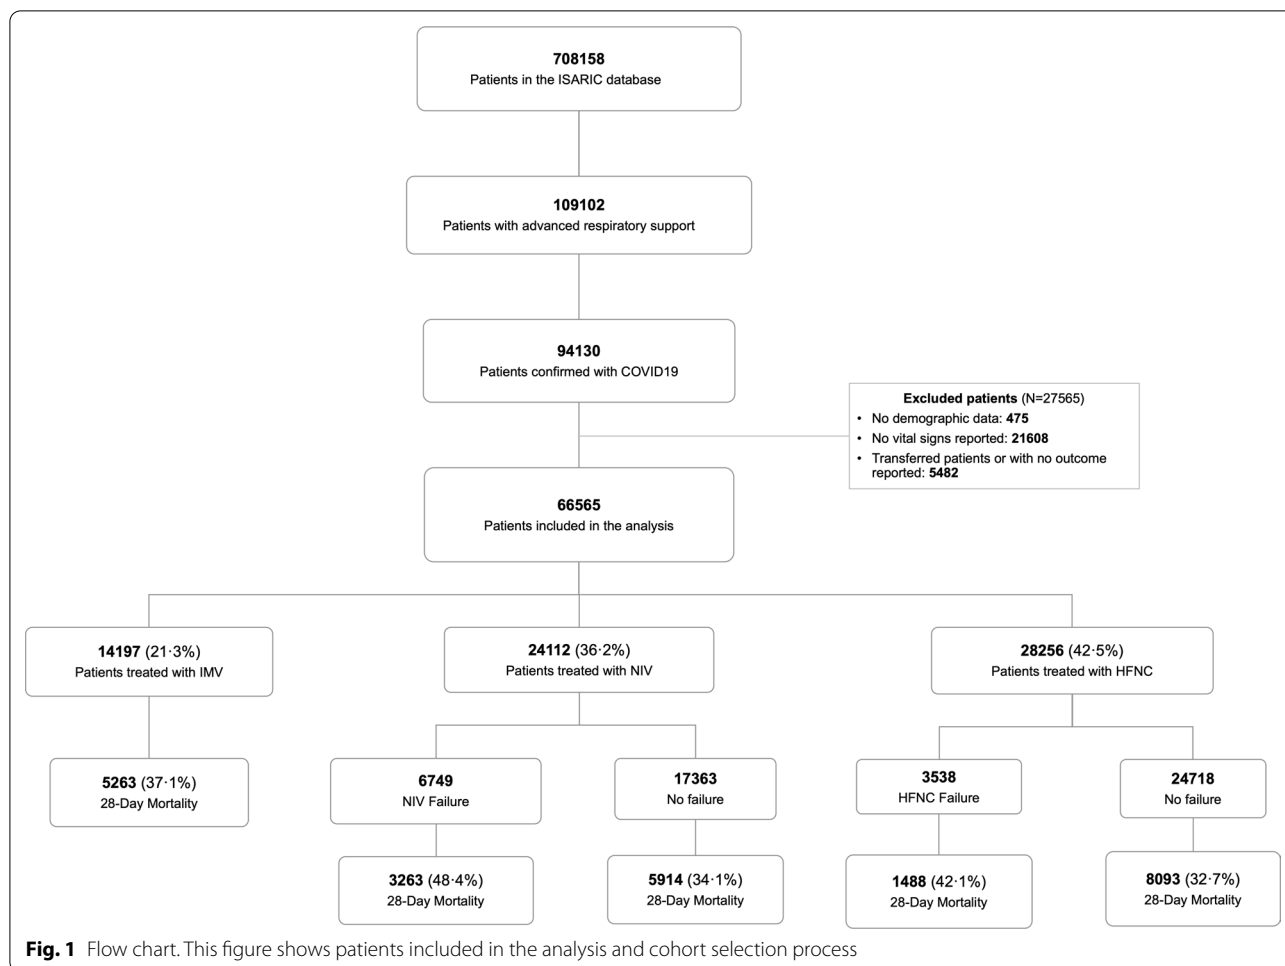 708158
Patients in the ISARIC database
109102
Patients with advanced respiratory support
94130
Patients confirmed with COVID19
Excluded patients (N=27565)
• No demographic data: 475
• No vital signs reported: 21608
• Transferred patients or with no outcome
reported: 5482
66565
Patients included in the analysis
14197 (21·3%)
Patients treated with IMV
24112 (36·2%)
Patients treated with NIV
28256 (42·5%)
Patients treated with HFNC
5263 (37·1%)
28-Day Mortality
6749
NIV Failure
17363
No failure
3538
HFNC Failure
24718
No failure
3263 (48·4%)
28-Day Mortality
5914 (34·1%)
28-Day Mortality
1488 (42·1%)
28-Day Mortality
8093 (32·7%)
28-Day Mortality
Fig. 1 Flow chart. This figure shows patients included in the analysis and cohort selection process